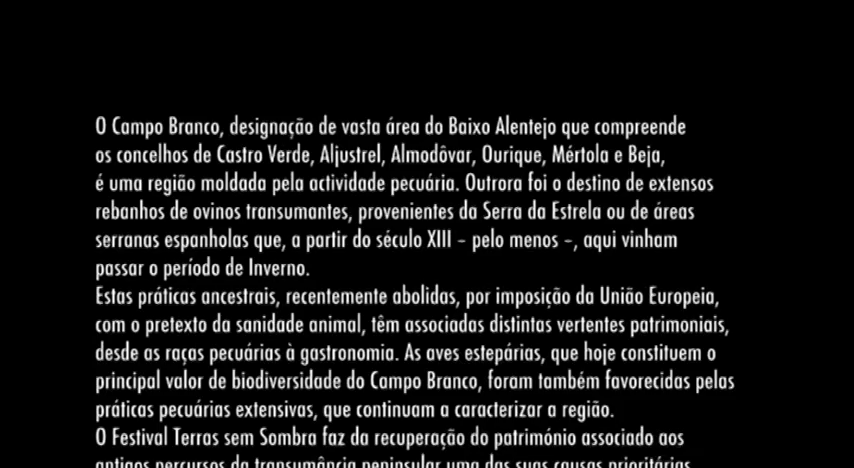 O Campo Branco, designação de vasta área do Baixo Alentejo que compreende
os concelhos de Castro Verde, Aljustrel, Almodôvar, Ourique, Mértola e Beja,
é uma região moldada pela actividade pecuária. Outrora foi o destino de extensos
rebanhos de ovinos transumantes, provenientes da Serra da Estrela ou de áreas
serranas espanholas que, a partir do século XIII – pelo menos –, aqui vinham
passar o período de Inverno.
Estas práticas ancestrais, recentemente abolidas, por imposição da União Europeia,
com o pretexto da sanidade animal, têm associadas distintas vertentes patrimoniais,
desde as raças pecuárias à gastronomia. As aves estepárias, que hoje constituem o
principal valor de biodiversidade do Campo Branco, foram também favorecidas pelas
práticas pecuárias extensivas, que continuam a caracterizar a região.
O Festival Terras sem Sombra faz da recuperação do património associado aos
antigos percursos da transumância peninsular uma das suas causas prioritárias